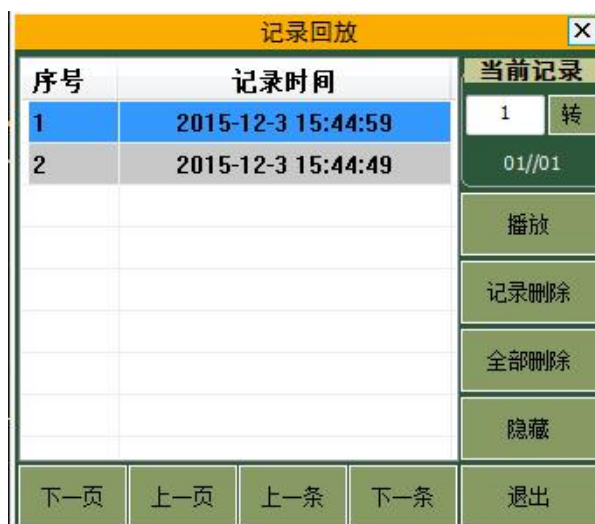 记录回放
序号 记录时间 当前记录
1 2015-12-3 15:44:59 1 转
2 2015-12-3 15:44:49 01//01
播放
记录删除
全部删除
隐藏
下一页 上一页 上一条 下一条 退出